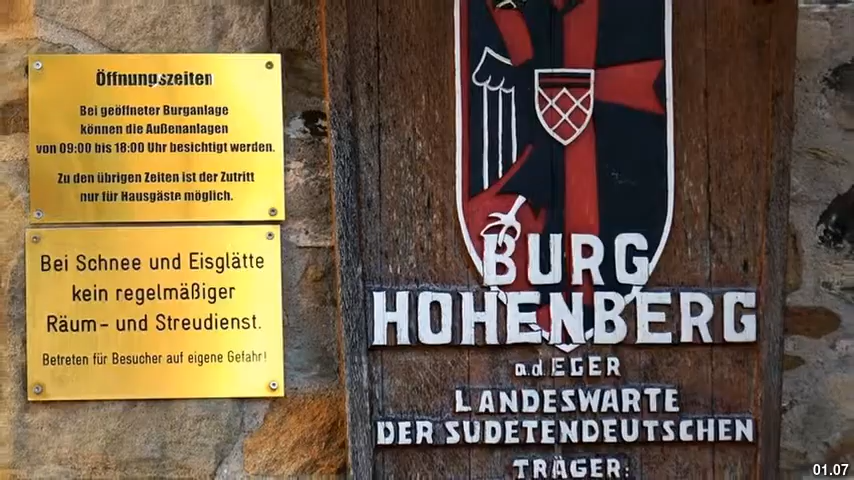 Öffnungszeiten
Bei geöffneter Burganlage
können die Außenanlagen
von 09:00 bis 18:00 Uhr besichtigt werden.
Zu den übrigen Zeiten ist der Zutritt
nur für Hausgäste möglich.
Bei Schnee und Eisglätte
kein regelmäßiger
Räum- und Streudienst.
Betreten für Besucher auf eigene Gefahr!
BURG
HOHENBERG
a.d EGER
LANDESWARTE
DER SUDETENDEUTSCHEN
TRÄGER:
01.07